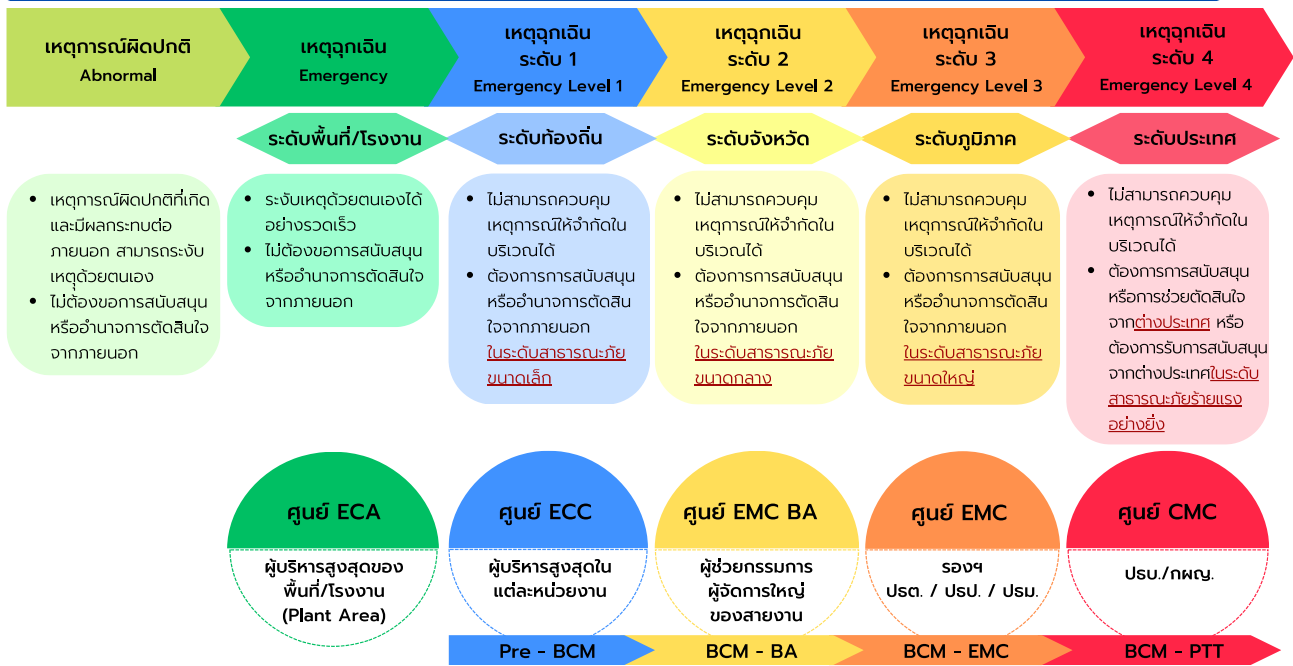 เหตุการณ์ผิดปกติ
Abnormal
เหตุฉุกเฉิน
Emergency
เหตุฉุกเฉิน
ระดับ 1
Emergency Level 1
เหตุฉุกเฉิน
ระดับ 2
Emergency Level 2
เหตุฉุกเฉิน
ระดับ 3
Emergency Level 3
เหตุฉุกเฉิน
ระดับ 4
Emergency Level 4
ระดับพื้นที่/โรงงาน
ระดับท้องถิ่น
ระดับจังหวัด
ระดับภูมิภาค
ระดับประเทศ
• เหตุการณ์ผิดปกติที่เกิด
และมีผลกระทบต่อ
ภายนอก สามารถระงับ
เหตุด้วยตนเอง
• ไม่ต้องขอการสนับสนุน
หรืออำนาจการตัดสินใจ
จากภายนอก
• ระงับเหตุด้วยตนเองได้
อย่างรวดเร็ว
• ไม่ต้องขอการสนับสนุน
หรืออำนาจการตัดสินใจ
จากภายนอก
• ไม่สามารถควบคุม
เหตุการณ์ให้จำกัดใน
บริเวณได้
• ต้องการการสนับสนุน
หรืออำนาจการตัดสิน
ใจจากภายนอก
ในระดับสาธารณะภัย
ขนาดเล็ก
• ไม่สามารถควบคุม
เหตุการณ์ให้จำกัดใน
บริเวณได้
• ต้องการการสนับสนุน
หรืออำนาจการตัดสิน
ใจจากภายนอก
ในระดับสาธารณะภัย
ขนาดกลาง
• ไม่สามารถควบคุม
เหตุการณ์ให้จำกัดใน
บริเวณได้
• ต้องการการสนับสนุน
หรืออำนาจการตัดสิน
ใจจากภายนอก
ในระดับสาธารณะภัย
ขนาดใหญ่
• ไม่สามารถควบคุม
เหตุการณ์ให้จำกัดใน
บริเวณได้
• ต้องการการสนับสนุน
หรือการช่วยตัดสินใจ
จากต่างประเทศ หรือ
ต้องการรับการสนับสนุน
จากต่างประเทศในระดับ
สาธารณะภัยร้ายแรง
อย่างยิ่ง
ศูนย์ ECA
ผู้บริหารสูงสุดของ
พื้นที่/โรงงาน
(Plant Area)
ศูนย์ ECC
ผู้บริหารสูงสุดใน
แต่ละหน่วยงาน
ศูนย์ EMC BA
ผู้ช่วยกรรมการ
ผู้จัดการใหญ่
ของสายงาน
ศูนย์ EMC
รองฯ
ปธต. / ปธป. / ปธม.
ศูนย์ CMC
ปธบ./กผญ.
Pre - BCM
BCM - BA
BCM - EMC
BCM - PTT